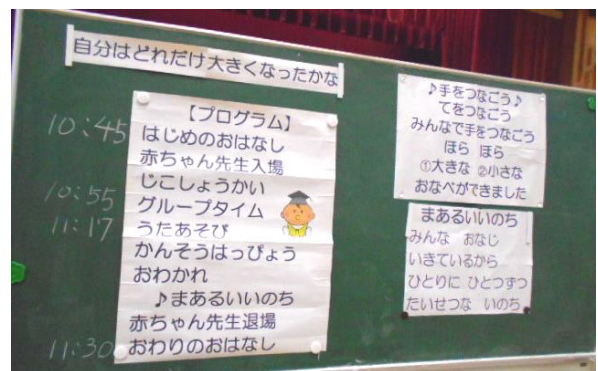 自分はどれだけ大きくなったかな
【プログラム】
10:45
はじめのおはなし
赤ちゃん先生入場
10:55
じこしょうかい
グループタイム
11:17
うたあそび
かんそうはっぴょう
おわかれ
♪まあるいいのち
赤ちゃん先生退場
11:30
おわりのおはなし
♪手をつなごう♪
てをつなごう
みんなで手をつなごう
ほら ほら
①大きな ②小さな
おなべができました
まあるいいのち
みんな おなじ
いきているから
ひとりに ひとつずつ
たいせつな いのち